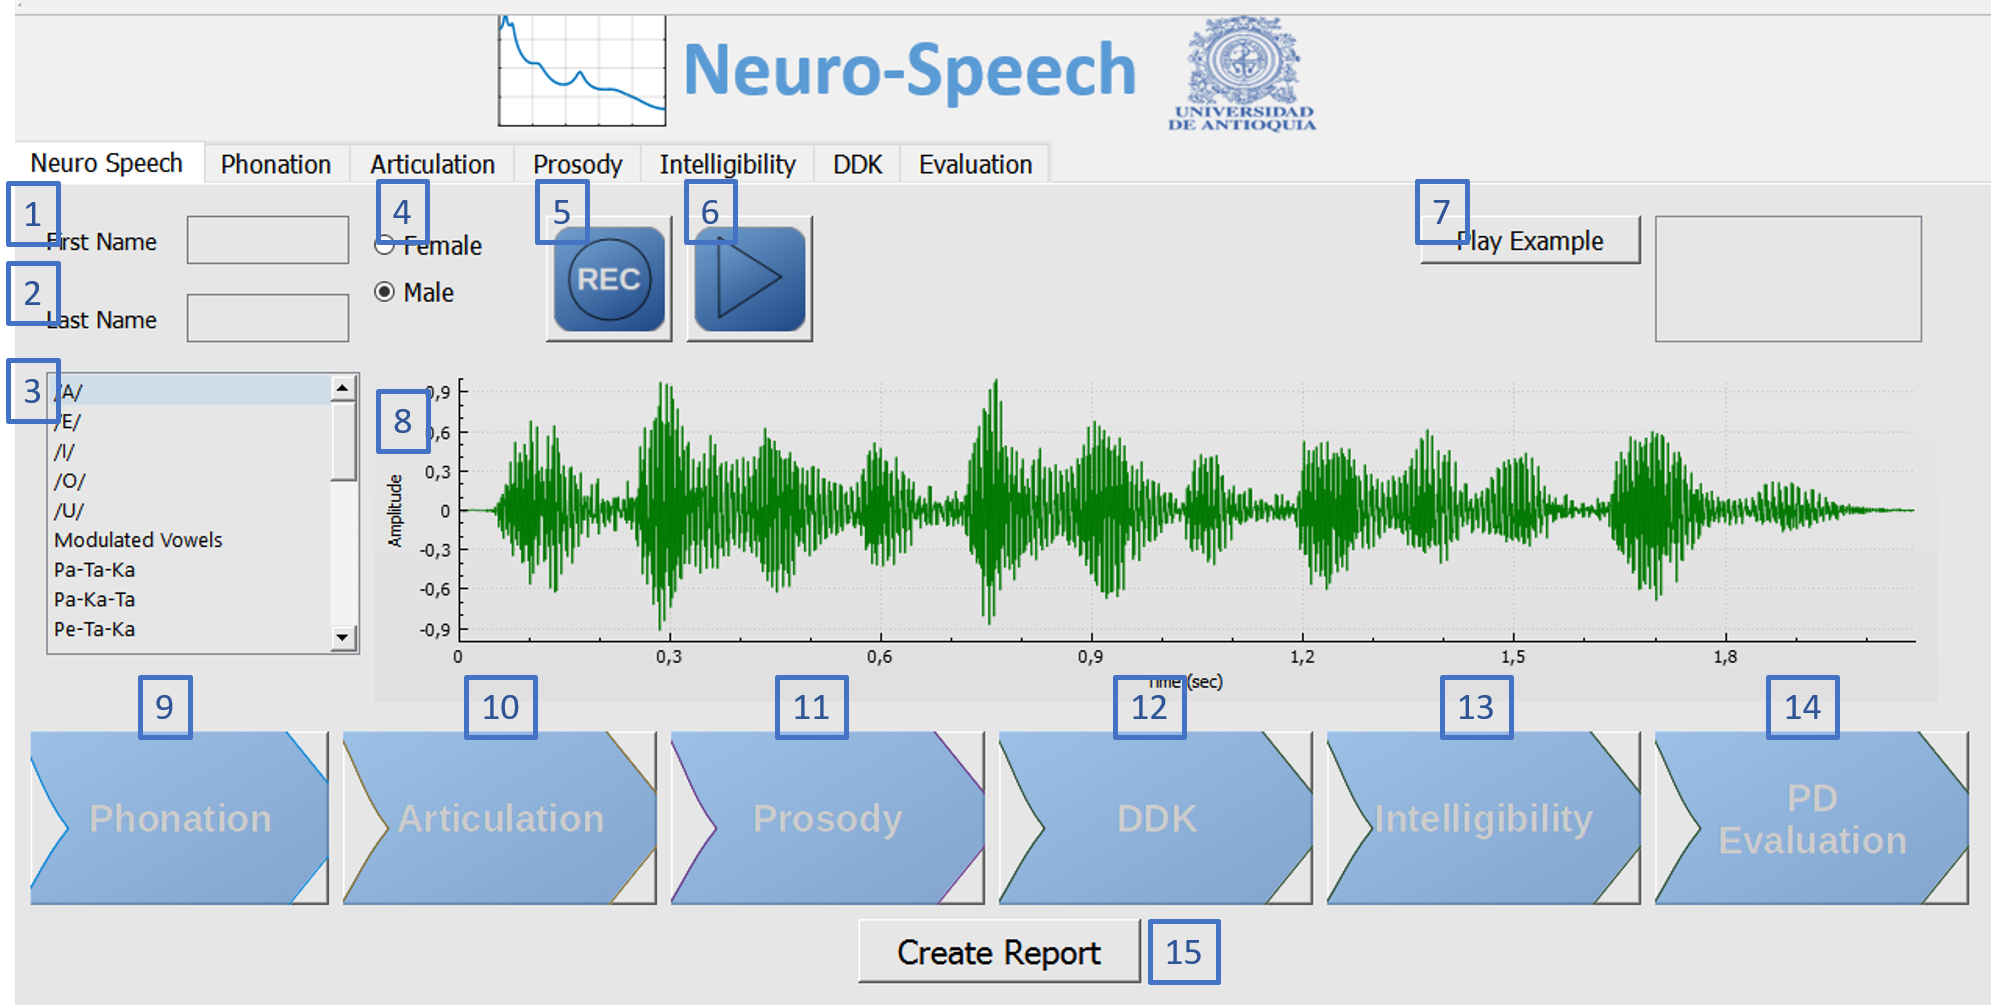 Neuro-Speech
UNIVERSIDAD
DE ANTIOQUIA
Neuro Speech Phonation Articulation Prosody Intelligibility DDK Evaluation
1 4 5 6 7
First Name Female Play Example
REC
2 Male
Last Name
3
/A/
/E/
/I/
/O/
/U/
Modulated Vowels
Pa-Ta-Ka
Pa-Ka-Ta
Pe-Ta-Ka
8
Amplitude
0,9
0,6
0,3
0
-0,3
-0,6
-0,9
0 0,3 0,6 0,9 1,2 1,5 1,8
Time (sec)
9 10 11 12 13 14
Phonation Articulation Prosody DDK Intelligibility PD
Evaluation
Create Report 15